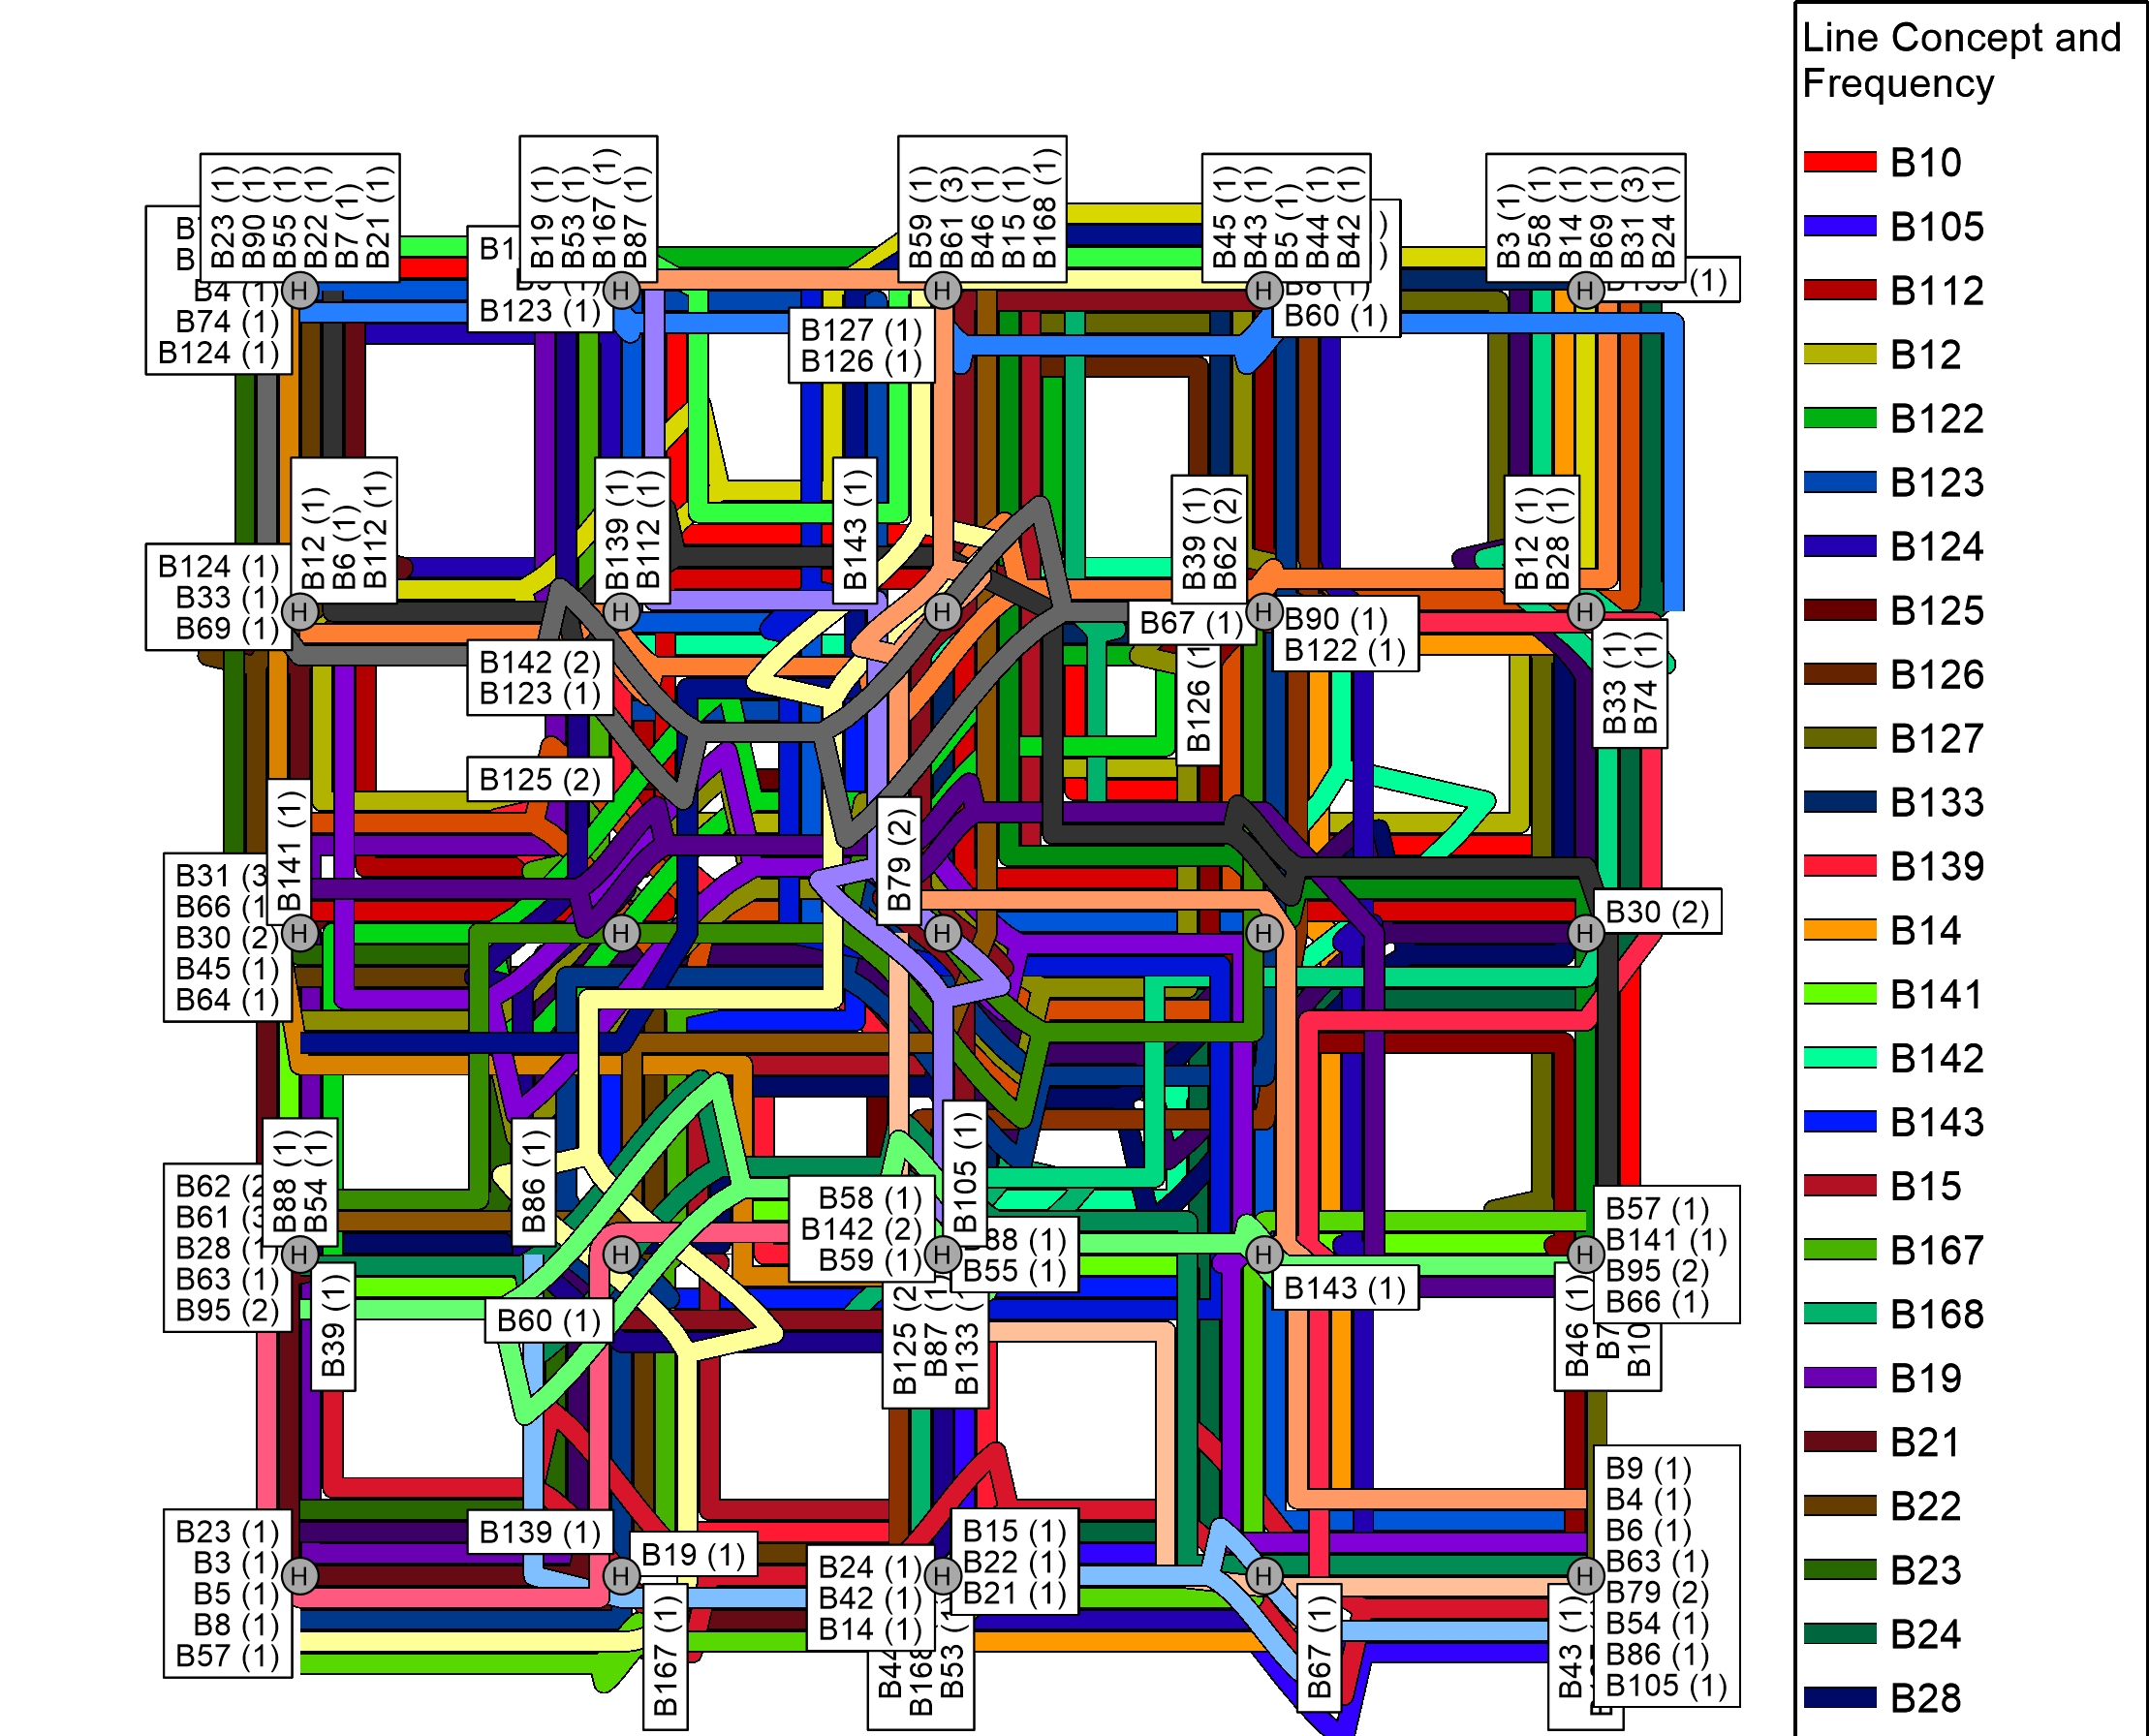 Line Concept and
Frequency
B10
B105
B112
B12
B122
B123
B124
B125
B126
B127
B133
B139
B14
B141
B142
B143
B15
B167
B168
B19
B21
B22
B23
B24
B28
B23 (1)
B90 (1)
B55 (1)
B22 (1)
B7 (1)
B21 (1)
B4 (1)
B74 (1)
B124 (1)
B19 (1)
B53 (1)
B167 (1)
B87 (1)
B123 (1)
B59 (1)
B61 (3)
B46 (1)
B15 (1)
B168 (1)
B127 (1)
B126 (1)
B45 (1)
B43 (1)
B5 (1)
B44 (1)
B42 (1)
B60 (1)
B3 (1)
B58 (1)
B14 (1)
B69 (1)
B31 (3)
B24 (1)
(1)
H
H
H
H
H
B124 (1)
B33 (1)
B69 (1)
B12 (1)
B6 (1)
B112 (1)
B139 (1)
B112 (1)
B142 (2)
B123 (1)
B143 (1)
B39 (1)
B62 (2)
B67 (1)
B126 (1)
B90 (1)
B122 (1)
B12 (1)
B28 (1)
B33 (1)
B74 (1)
H
H
H
H
H
B125 (2)
B141 (1)
B31 (3
B66 (1
B30 (2)
B45 (1)
B64 (1)
B79 (2)
B30 (2)
H
H
H
H
H
B62 (2
B61 (3
B28 (1
B63 (1)
B95 (2)
B88 (1)
B54 (1)
B39 (1)
B86 (1)
B60 (1)
B58 (1)
B142 (2)
B59 (1)
B105 (1)
B88 (1)
B55 (1)
B125 (2
B87 (1
B133 (
B143 (1)
B57 (1)
B141 (1)
B95 (2)
B66 (1)
B46 (1)
B7
B10
H
H
H
H
H
B23 (1)
B3 (1)
B5 (1)
B8 (1)
B57 (1)
B139 (1)
B19 (1)
B167 (1)
B24 (1)
B42 (1)
B14 (1)
B44
B168
B53 (
B15 (1)
B22 (1)
B21 (1)
B67 (1)
B43 (1)
B9 (1)
B4 (1)
B6 (1)
B63 (1)
B79 (2)
B54 (1)
B86 (1)
B105 (1)
H
H
H
H
H